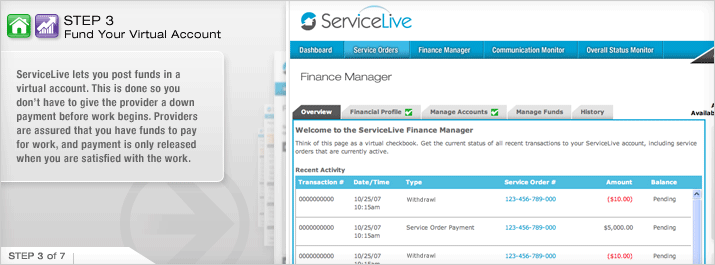 STEP 3
Fund Your Virtual Account
ServiceLive lets you post funds in a
virtual account. This is done so you
don't have to give the provider a down
payment before work begins. Providers
are assured that you have funds to pay
for work, and payment is only released
when you are satisfied with the work.
STEP 3 of 7
ServiceLive
Dashboard Service Orders Finance Manager Communication Monitor Overall Status Monitor
Finance Manager
Overview Financial Profile Manage Accounts Manage Funds History
Welcome to the ServiceLive Finance Manager
Think of this page as a virtual checkbook. Get the current status of all recent transactions to your ServiceLive account, including service
orders that are currently active.
Recent Activity
Transaction # Date/Time Type Service Order # Amount Balance
0000000000 10/25/07 10:15am Withdrawl 123-456-789-000 ($10.00) Pending
0000000000 10/25/07 10:15am Service Order Payment 123-456-789-000 $5,000.00 Pending
0000000000 10/25/07 10:15am Withdrawl 123-456-789-000 ($10.00) Pending